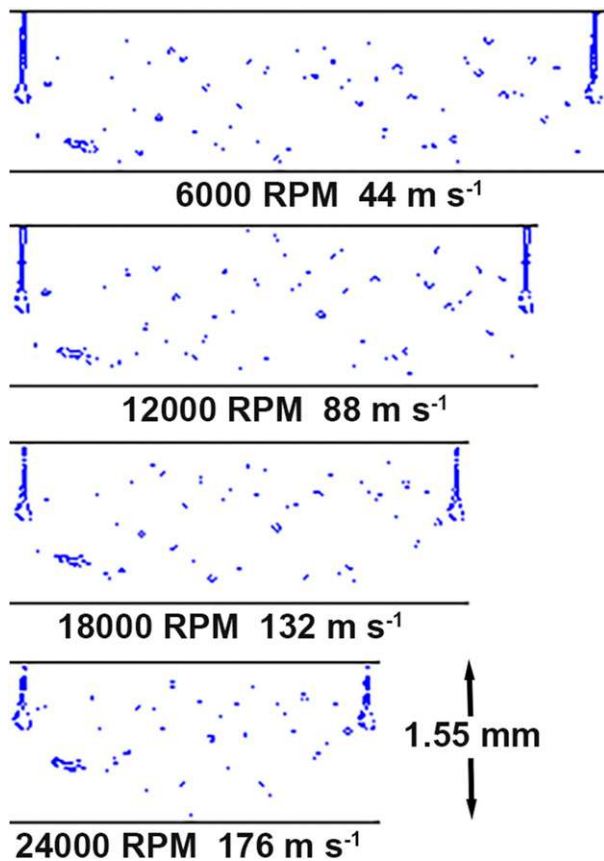 6000 RPM 44 m s⁻¹
12000 RPM 88 m s⁻¹
18000 RPM 132 m s⁻¹
1.55 mm
24000 RPM 176 m s⁻¹